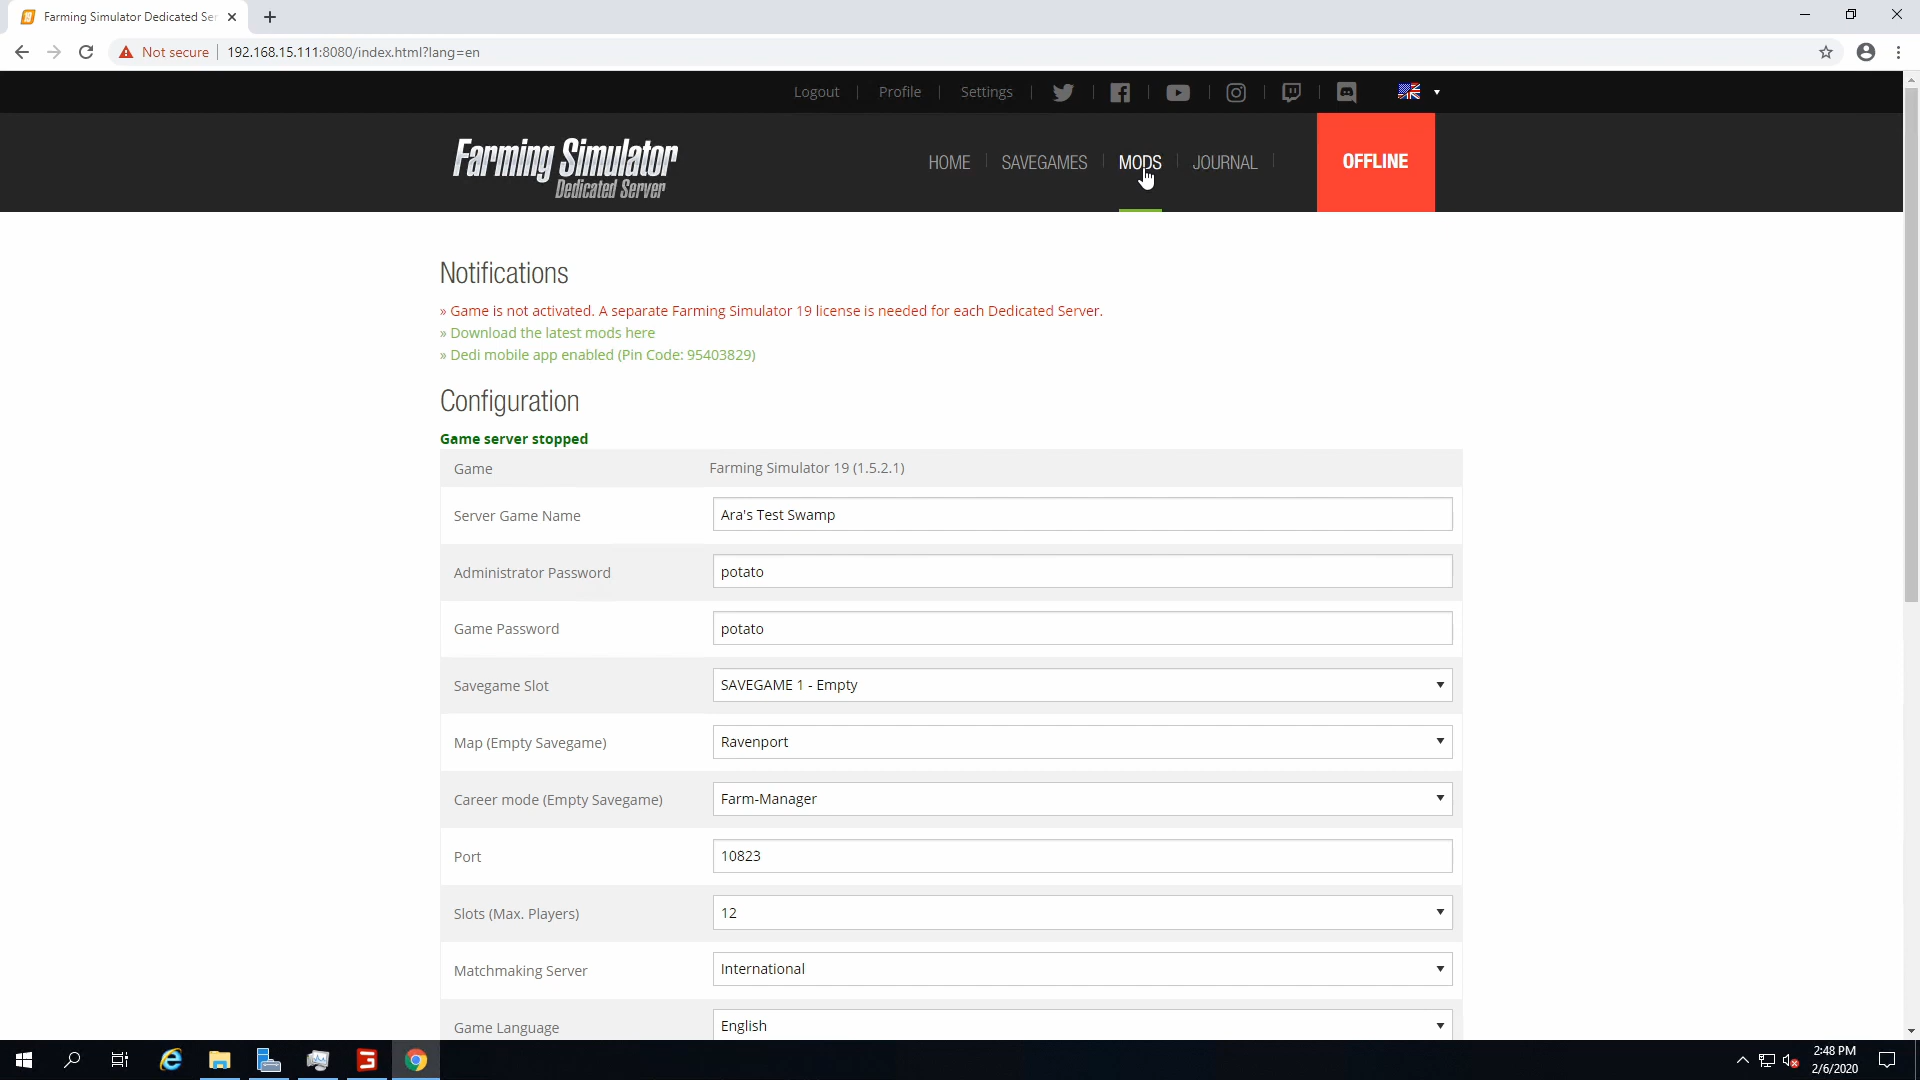 Farming Simulator Dedicated Ser
Not secure
192.168.15.111:8080/index.html?lang=en
Logout
Profile
Settings
Farming Simulator
Dedicated Server
HOME
SAVEGAMES
MODS
JOURNAL
OFFLINE
Notifications
» Game is not activated. A separate Farming Simulator 19 license is needed for each Dedicated Server.
» Download the latest mods here
» Dedi mobile app enabled (Pin Code: 95403829)
Configuration
Game server stopped
Game
Farming Simulator 19 (1.5.2.1)
Server Game Name
Ara's Test Swamp
Administrator Password
potato
Game Password
potato
Savegame Slot
SAVEGAME 1 - Empty
Map (Empty Savegame)
Ravenport
Career mode (Empty Savegame)
Farm-Manager
Port
10823
Slots (Max. Players)
12
Matchmaking Server
International
Game Language
English
2:48 PM
2/6/2020